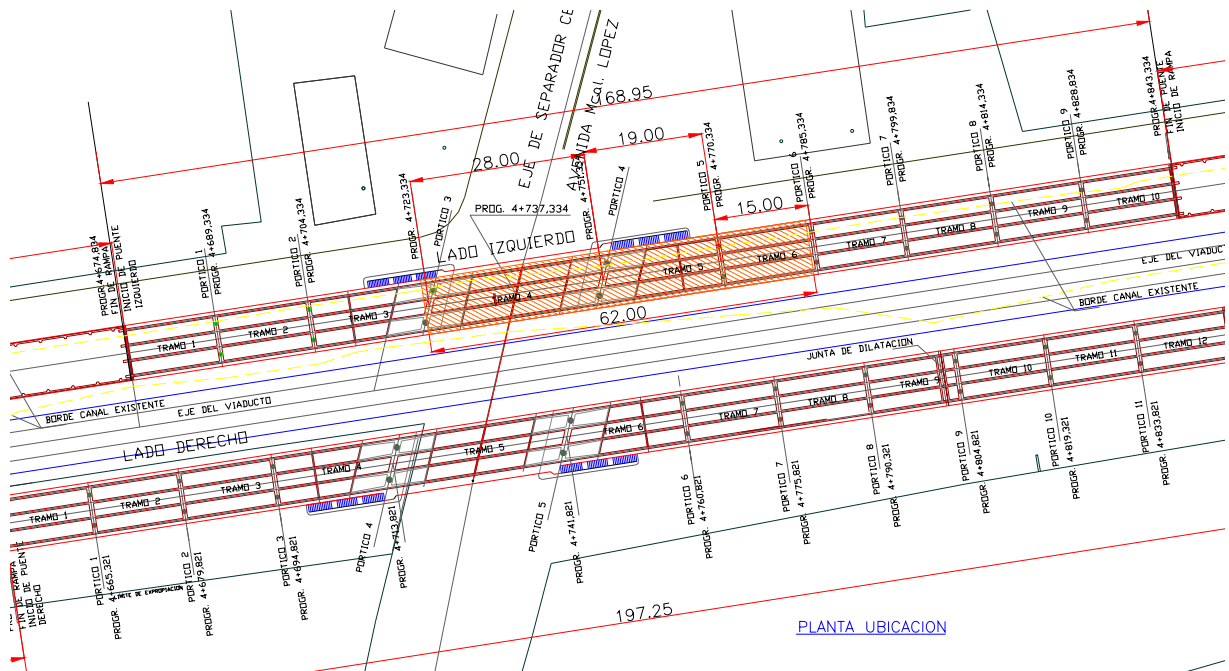 168.95
EJE DE SEPARADOR CE
AVENIDA Mcal. LOPEZ
19.00
28.00
15.00
62.00
PROG. 4+737,334
LADO IZQUIERDO
PROGR.4+674,834
FIN DE RAMPA
INICIO DE PUENTE
IZQUIERDO
PORTICO 1
PROGR. 4+689,334
PORTICO 2
PROGR. 4+704,334
PROGR. 4+723,334
PORTICO 3
PROGR. 4+751,334
PORTICO 4
PORTICO 5
PROGR. 4+770,334
PORTICO 6
PROGR. 4+785,334
PORTICO 7
PROGR. 4+799,834
PORTICO 8
PROGR. 4+814,334
PORTICO 9
PROGR. 4+828,834
PROGR.4+843,334
FIN DE PUENTE
INICIO DE RAMPA
TRAMO 1
TRAMO 2
TRAMO 3
TRAMO 4
TRAMO 5
TRAMO 6
TRAMO 7
TRAMO 8
TRAMO 9
TRAMO 10
EJE DEL VIADUCT
BORDE CANAL EXISTENTE
JUNTA DE DILATACION
BORDE CANAL EXISTENTE
EJE DEL VIADUCTO
LADO DERECHO
TRAMO 1
TRAMO 2
TRAMO 3
TRAMO 4
TRAMO 5
TRAMO 6
TRAMO 7
TRAMO 8
TRAMO 9
TRAMO 10
TRAMO 11
TRAMO 12
FIN DE RAMPA
INICIO DE PUENTE
DERECHO
PORTICO 1
PROGR. 4+665,321
PORTICO 2
PROGR. 4+679,821
PORTICO 3
PROGR. 4+694,821
PORTICO 4
PROGR. 4+713,821
PORTICO 5
PROGR. 4+741,821
PORTICO 6
PROGR. 4+760,821
PORTICO 7
PROGR. 4+775,821
PORTICO 8
PROGR. 4+790,321
PORTICO 9
PROGR. 4+804,821
PORTICO 10
PROGR. 4+819,321
PORTICO 11
PROGR. 4+833,821
DE EXPROPIACION
197.25
PLANTA UBICACION